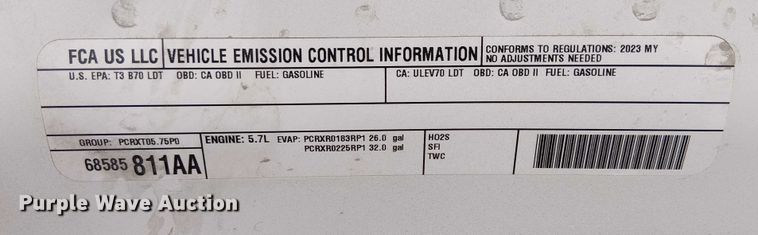 FCA US LLC VEHICLE EMISSION CONTROL INFORMATION CONFORMS TO REGULATIONS: 2023 MY
NO ADJUSTMENTS NEEDED
U.S. EPA: T3 B70 LDT OBD: CA OBD II FUEL: GASOLINE CA: ULEV70 LDT OBD: CA OBD II FUEL: GASOLINE
GROUP: PCRXT05.75P0 ENGINE: 5.7L EVAP: PCRXR0183RP1 26.0 gal HO2S
PCRXR0225RP1 32.0 gal SFI
68585 811AA TWC
Purple Wave Auction